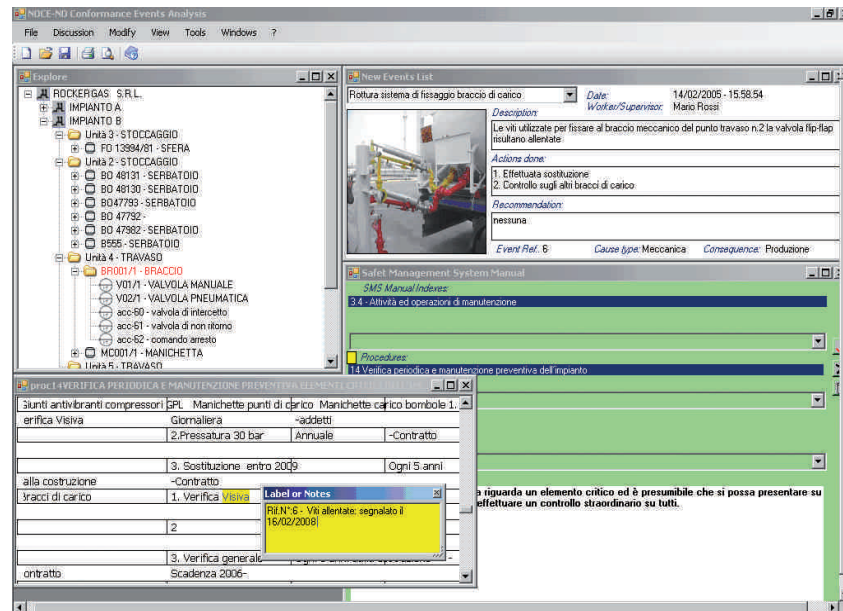 NDCE-ND Conformance Events Analysis
File Discussion Modify View Tools Windows ?
Explore
ROCKERGAS S.R.L.
IMPIANTO A
IMPIANTO B
Unità 3 - STOCCAGGIO
FO 13994/81 - SFERA
Unità 2 - STOCCAGGIO
BO 48131 - SERBATOIO
BO 48130 - SERBATOIO
BO47793 - SERBATOIO
BO 47792 -
BO 47982 - SERBATOIO
B555 - SERBATOIO
Unità 4 - TRAVASO
BR001/1 - BRACCIO
V01/1 - VALVOLA MANUALE
V02/1 - VALVOLA PNEUMATICA
acc-60 - valvola di intercetto
acc-61 - valvola di non ritorno
acc-62 - comando arresto
MC001/1 - MANICHETTA
Unità 5 - TRAVASO
New Events List
Rottura sistema di fissaggio braccio di carico
Date: 14/02/2005 - 15.58.54
Worker/Supervisor: Mario Rossi
Description:
Le viti utilizzate per fissare al braccio meccanico del punto travaso n.2 la valvola flip-flap
risultano allentate
Actions done:
1. Effettuata sostituzione
2. Controllo sugli altri bracci di carico
Recommendation:
nessuna
Event Ref. 6 Cause type: Meccanica Consequence: Produzione
Safet Management System Manual
SMS Manual Indexes:
3.4 - Attività ed operazioni di manutenzione
Procedures:
14 Verifica periodica e manutenzione preventiva dell'impianto
a riguarda un elemento critico ed è presumibile che si possa presentare su
effettuare un controllo straordinario su tutti.
proc14VERIFICA PERIODICA E MANUTENZIONE PREVENTIVA ELEMENTI
Giunti antivibranti compressori GPL Manichette punti di carico Manichette carico bombole 1.
erifica Visiva Giornaliera -addetti
2.Pressatura 30 bar Annuale -Contratto
3. Sostituzione entro 2009 Ogni 5 anni
alla costruzione -Contratto
Bracci di carico 1. Verifica Visiva
2
3. Verifica generale
ontratto Scadenza 2006-
Label or Notes
Rif.N°:6 - Viti allentate: segnalato il
16/02/2008